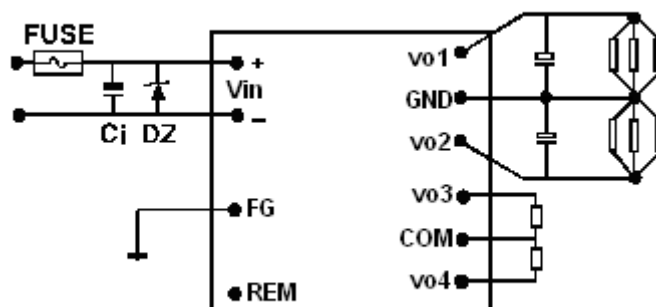 FUSE
+
Vin
−
Ci DZ
FG
REM
vo1
GND
vo2
vo3
COM
vo4